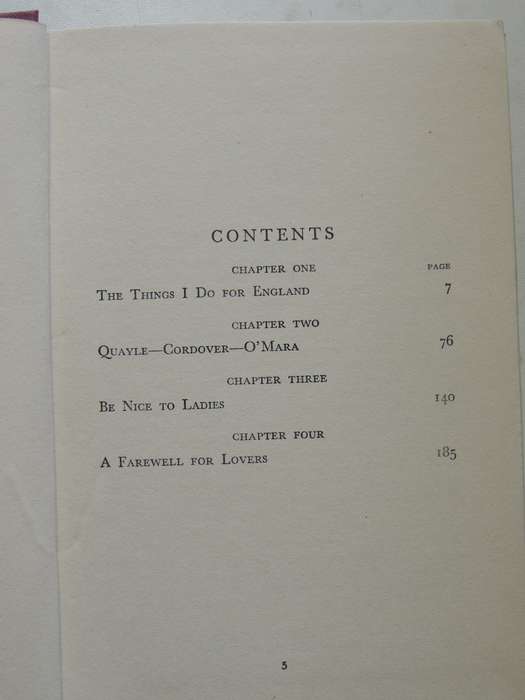 CONTENTS
CHAPTER ONE PAGE
The Things I Do for England 7
CHAPTER TWO
Quayle—Cordover—O'Mara 76
CHAPTER THREE
Be Nice to Ladies 140
CHAPTER FOUR
A Farewell for Lovers 185
5